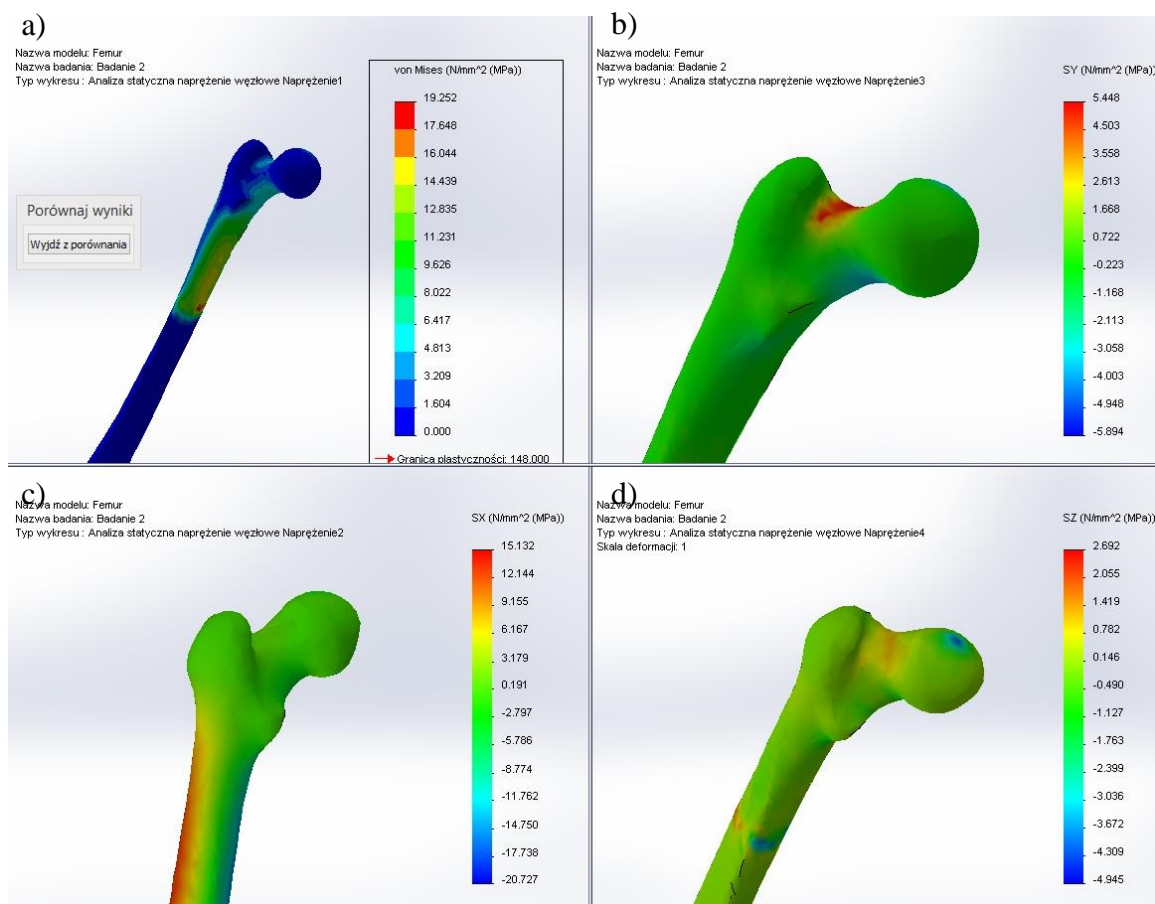 a)
Nazwa modelu: Femur
Nazwa badania: Badanie 2
Typ wykresu : Analiza statyczna naprężenie węzłowe Naprężenie1
von Mises (N/mm^2 (MPa))
19.252
17.648
16.044
14.439
12.835
11.231
9.626
8.022
6.417
4.813
3.209
1.604
0.000
Granica plastyczności: 148.000
Porównaj wyniki
Wyjdź z porównania
b)
Nazwa modelu: Femur
Nazwa badania: Badanie 2
Typ wykresu : Analiza statyczna naprężenie węzłowe Naprężenie3
SY (N/mm^2 (MPa))
5.448
4.503
3.558
2.613
1.668
0.722
-0.223
-1.168
-2.113
-3.058
-4.003
-4.948
-5.894
c)
Nazwa modelu: Femur
Nazwa badania: Badanie 2
Typ wykresu : Analiza statyczna naprężenie węzłowe Naprężenie2
SX (N/mm^2 (MPa))
15.132
12.144
9.155
6.167
3.179
0.191
-2.797
-5.786
-8.774
-11.762
-14.750
-17.738
-20.727
d)
Nazwa modelu: Femur
Nazwa badania: Badanie 2
Typ wykresu : Analiza statyczna naprężenie węzłowe Naprężenie4
Skala deformacji: 1
SZ (N/mm^2 (MPa))
2.692
2.055
1.419
0.782
0.146
-0.490
-1.127
-1.763
-2.399
-3.036
-3.672
-4.309
-4.945